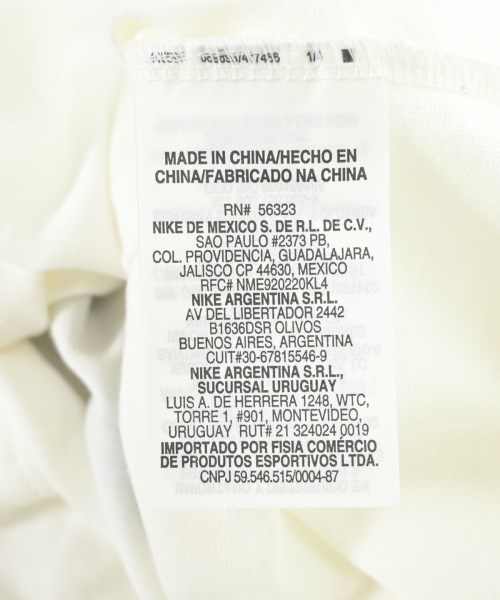 1/4
MADE IN CHINA/HECHO EN
CHINA/FABRICADO NA CHINA
RN# 56323
NIKE DE MEXICO S. DE R.L. DE C.V.,
SAO PAULO #2373 PB,
COL. PROVIDENCIA, GUADALAJARA,
JALISCO CP 44630, MEXICO
RFC# NME920220KL4
NIKE ARGENTINA S.R.L.
AV DEL LIBERTADOR 2442
B1636DSR OLIVOS
BUENOS AIRES, ARGENTINA
CUIT#30-67815546-9
NIKE ARGENTINA S.R.L.,
SUCURSAL URUGUAY
LUIS A. DE HERRERA 1248, WTC,
TORRE 1, #901, MONTEVIDEO,
URUGUAY RUT# 21 324024 0019
IMPORTADO POR FISIA COMÉRCIO
DE PRODUTOS ESPORTIVOS LTDA.
CNPJ 59.546.515/0004-87